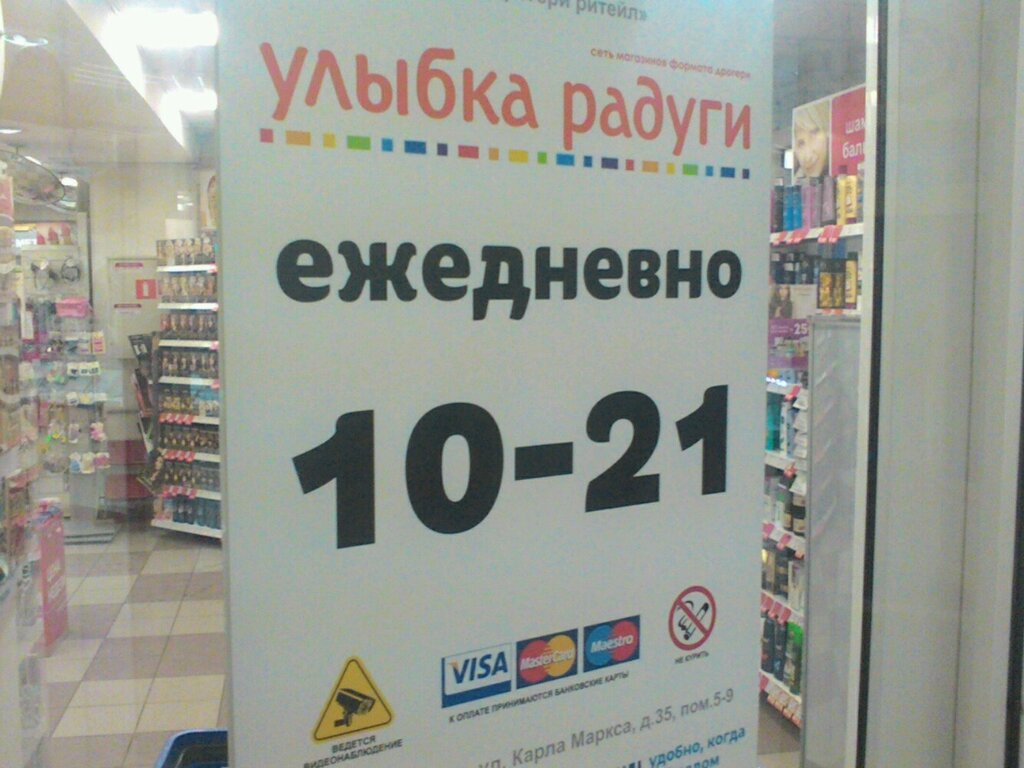 ритейл»
сеть магазинов формата дрогери
улыбка радуги
ежедневно
10-21
VISA
MasterCard
Maestro
К ОПЛАТЕ ПРИНИМАЮТСЯ БАНКОВСКИЕ КАРТЫ
НЕ КУРИТЬ
ВЕДЕТСЯ
ВИДЕОНАБЛЮДЕНИЕ
ул. Карла Маркса, д.35, пом.5-9
удобно, когда
-25